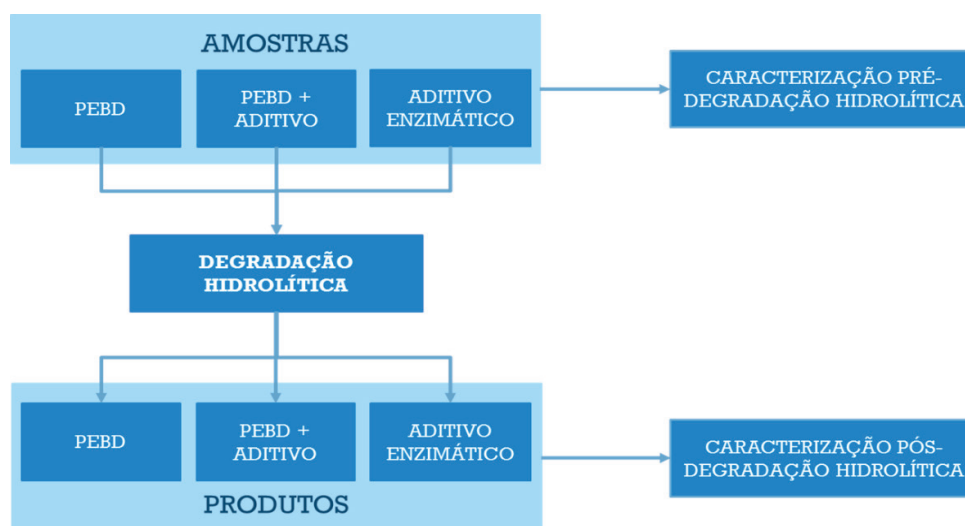 AMOSTRAS
PEBD
PEBD +
ADITIVO
ADITIVO
ENZIMÁTICO
CARACTERIZAÇÃO PRÉ-
DEGRADAÇÃO HIDROLÍTICA
DEGRADAÇÃO
HIDROLÍTICA
PEBD
PEBD +
ADITIVO
ADITIVO
ENZIMÁTICO
CARACTERIZAÇÃO PÓS-
DEGRADAÇÃO HIDROLÍTICA
PRODUTOS